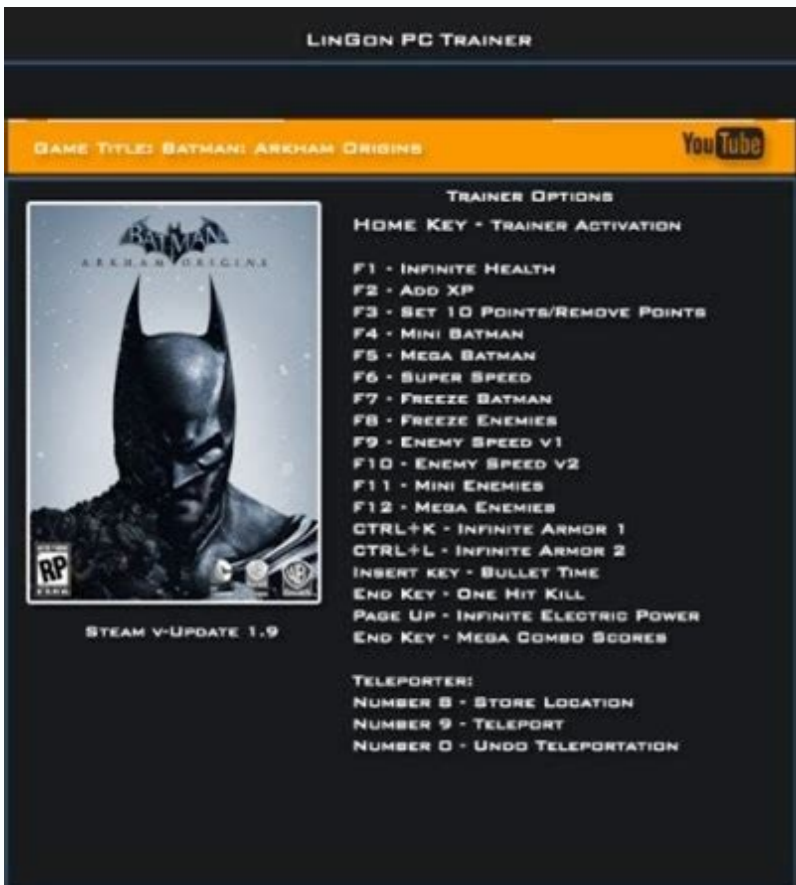 LinGon PC Trainer
Game Title: Batman: Arkham Origins
YouTube
Trainer Options
Home Key - Trainer Activation
BATMAN
ARKHAM ORIGINS
F1 - Infinite Health
F2 - Add XP
F3 - Set 10 Points/Remove Points
F4 - Mini Batman
F5 - Mega Batman
F6 - Super Speed
F7 - Freeze Batman
F8 - Freeze Enemies
F9 - Enemy Speed v1
F10 - Enemy Speed v2
F11 - Mini Enemies
F12 - Mega Enemies
CTRL+K - Infinite Armor 1
CTRL+L - Infinite Armor 2
Insert key - Bullet Time
End Key - One Hit Kill
Page Up - Infinite Electric Power
End Key - Mega Combo Scores
RP
Steam v-Update 1.9
Teleporter:
Number 8 - Store Location
Number 9 - Teleport
Number 0 - Undo Teleportation